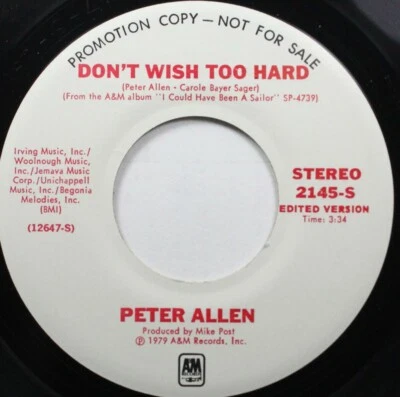 PROMOTION COPY — NOT FOR SALE
DON'T WISH TOO HARD
(Peter Allen - Carole Bayer Sager)
(From the A&M album "I Could Have Been A Sailor" SP-4739)
Irving Music, Inc./
Woolnough Music,
Inc./Jemava Music
Ltd./Unichappell
Music, Inc./Begonia
Melodies, Inc.
(BMI)
(12647-S)
STEREO
2145-S
EDITED VERSION
Time: 3:34
PETER ALLEN
Produced by Mike Post
Ⓟ 1979 A&M Records, Inc.
A&M